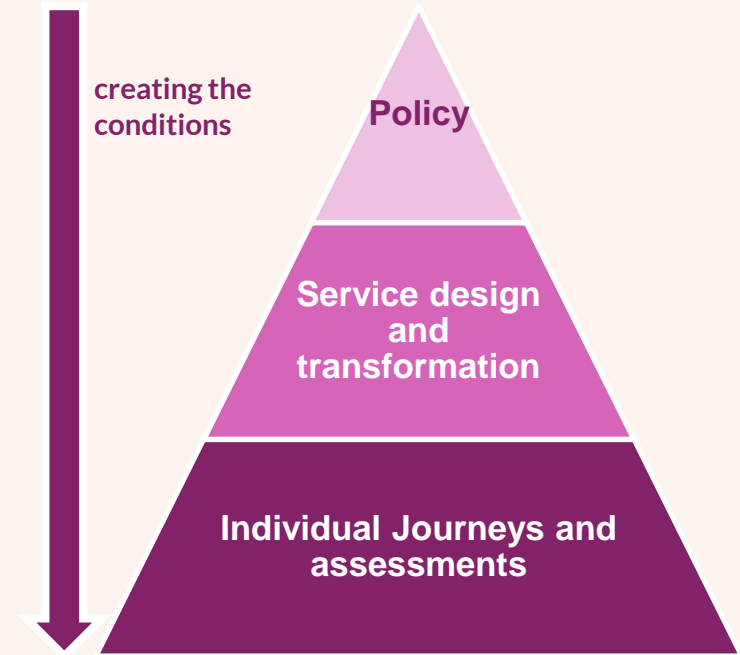 creating the
conditions
Policy
Service design
and
transformation
Individual Journeys and
assessments